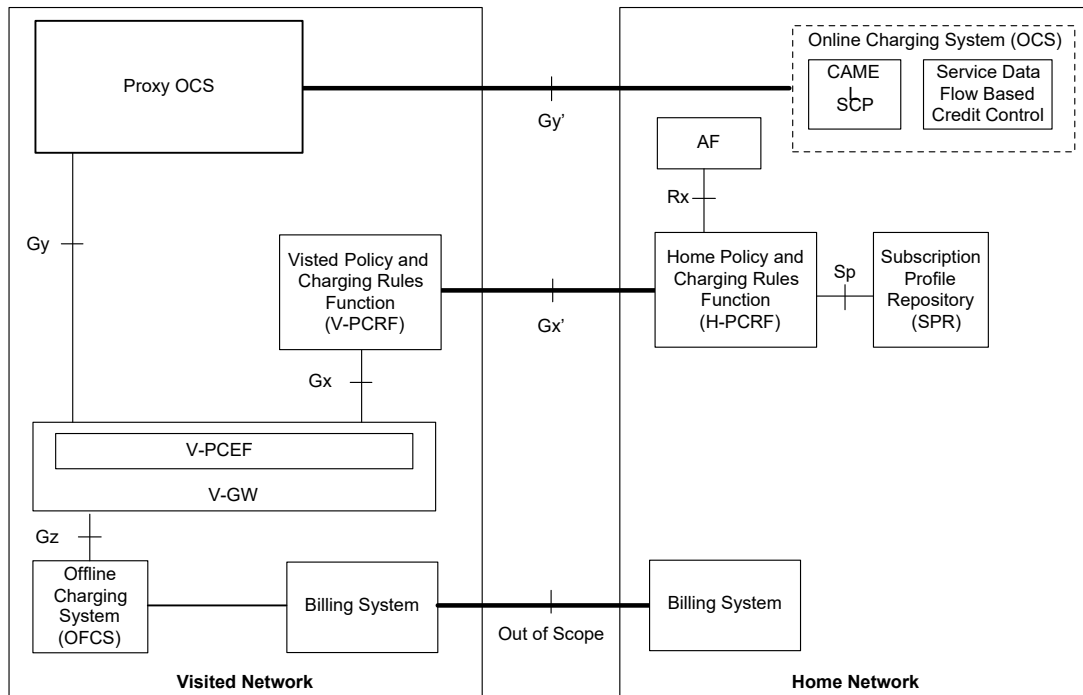 Proxy OCS
Online Charging System (OCS)
CAME
L
SCP
Service Data
Flow Based
Credit Control
Gy’
AF
Rx
Gy
Visted Policy and
Charging Rules
Function
(V-PCRF)
Gx’
Home Policy and
Charging Rules
Function
(H-PCRF)
Sp
Subscription
Profile
Repository
(SPR)
Gx
V-PCEF
V-GW
Gz
Offline
Charging
System
(OFCS)
Billing System
Out of Scope
Billing System
Visited Network
Home Network